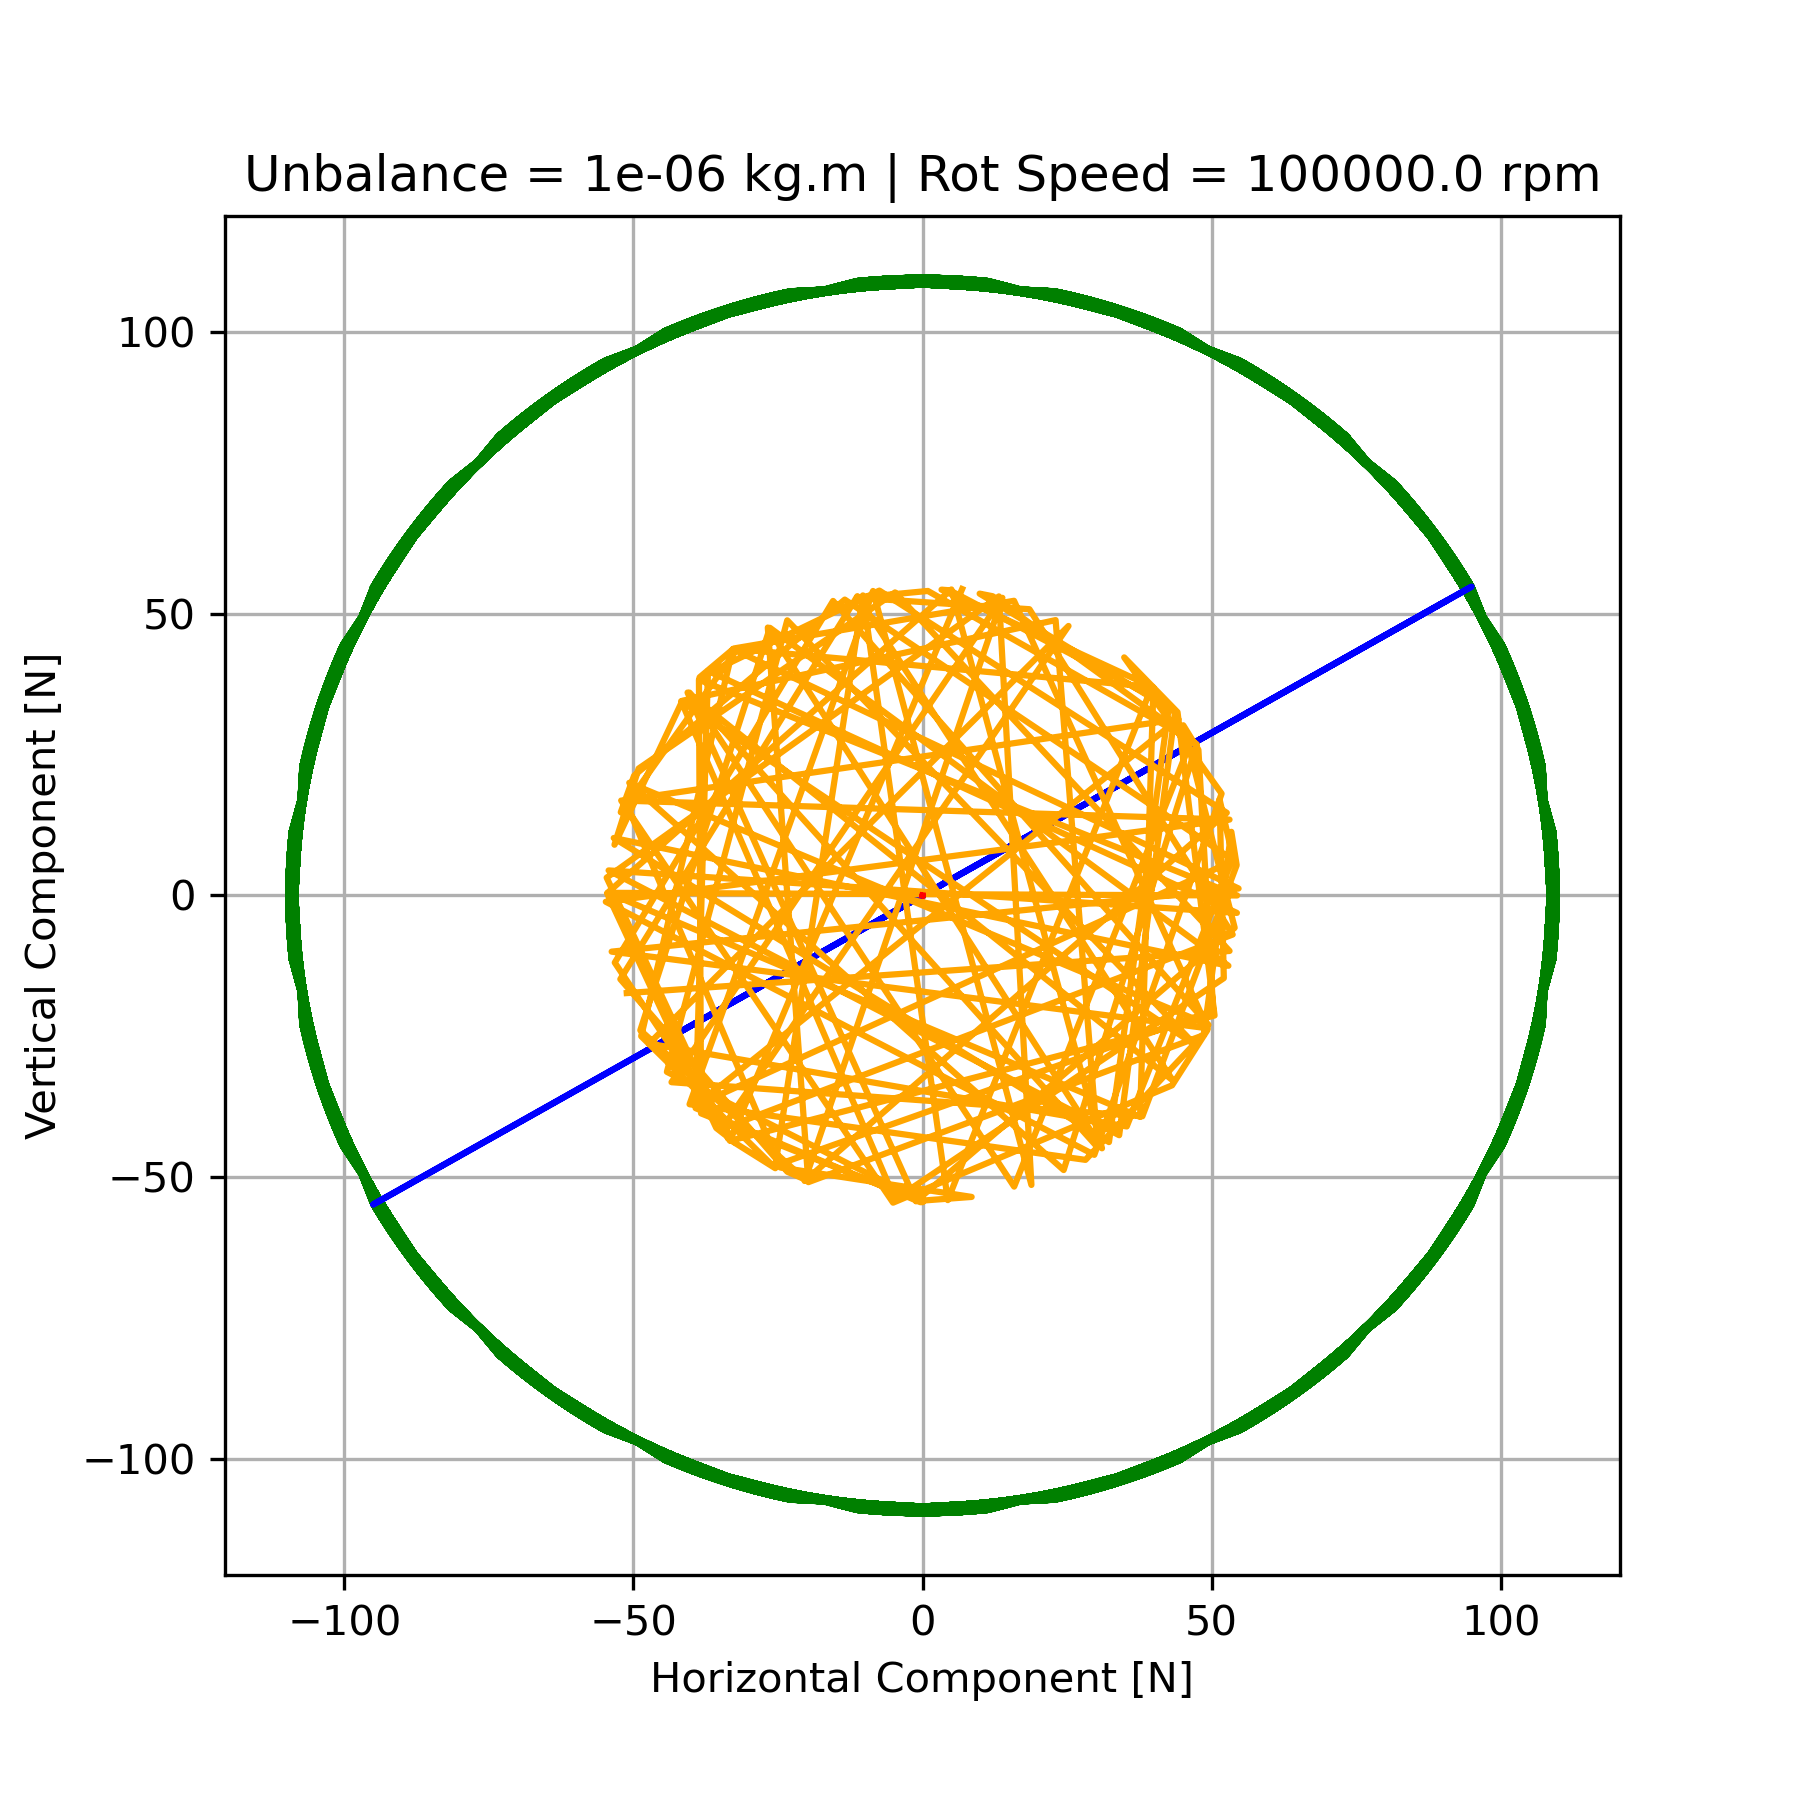 Unbalance = 1e-06 kg.m | Rot Speed = 100000.0 rpm
Vertical Component [N]
100
50
0
−50
−100
−100 −50 0 50 100
Horizontal Component [N]